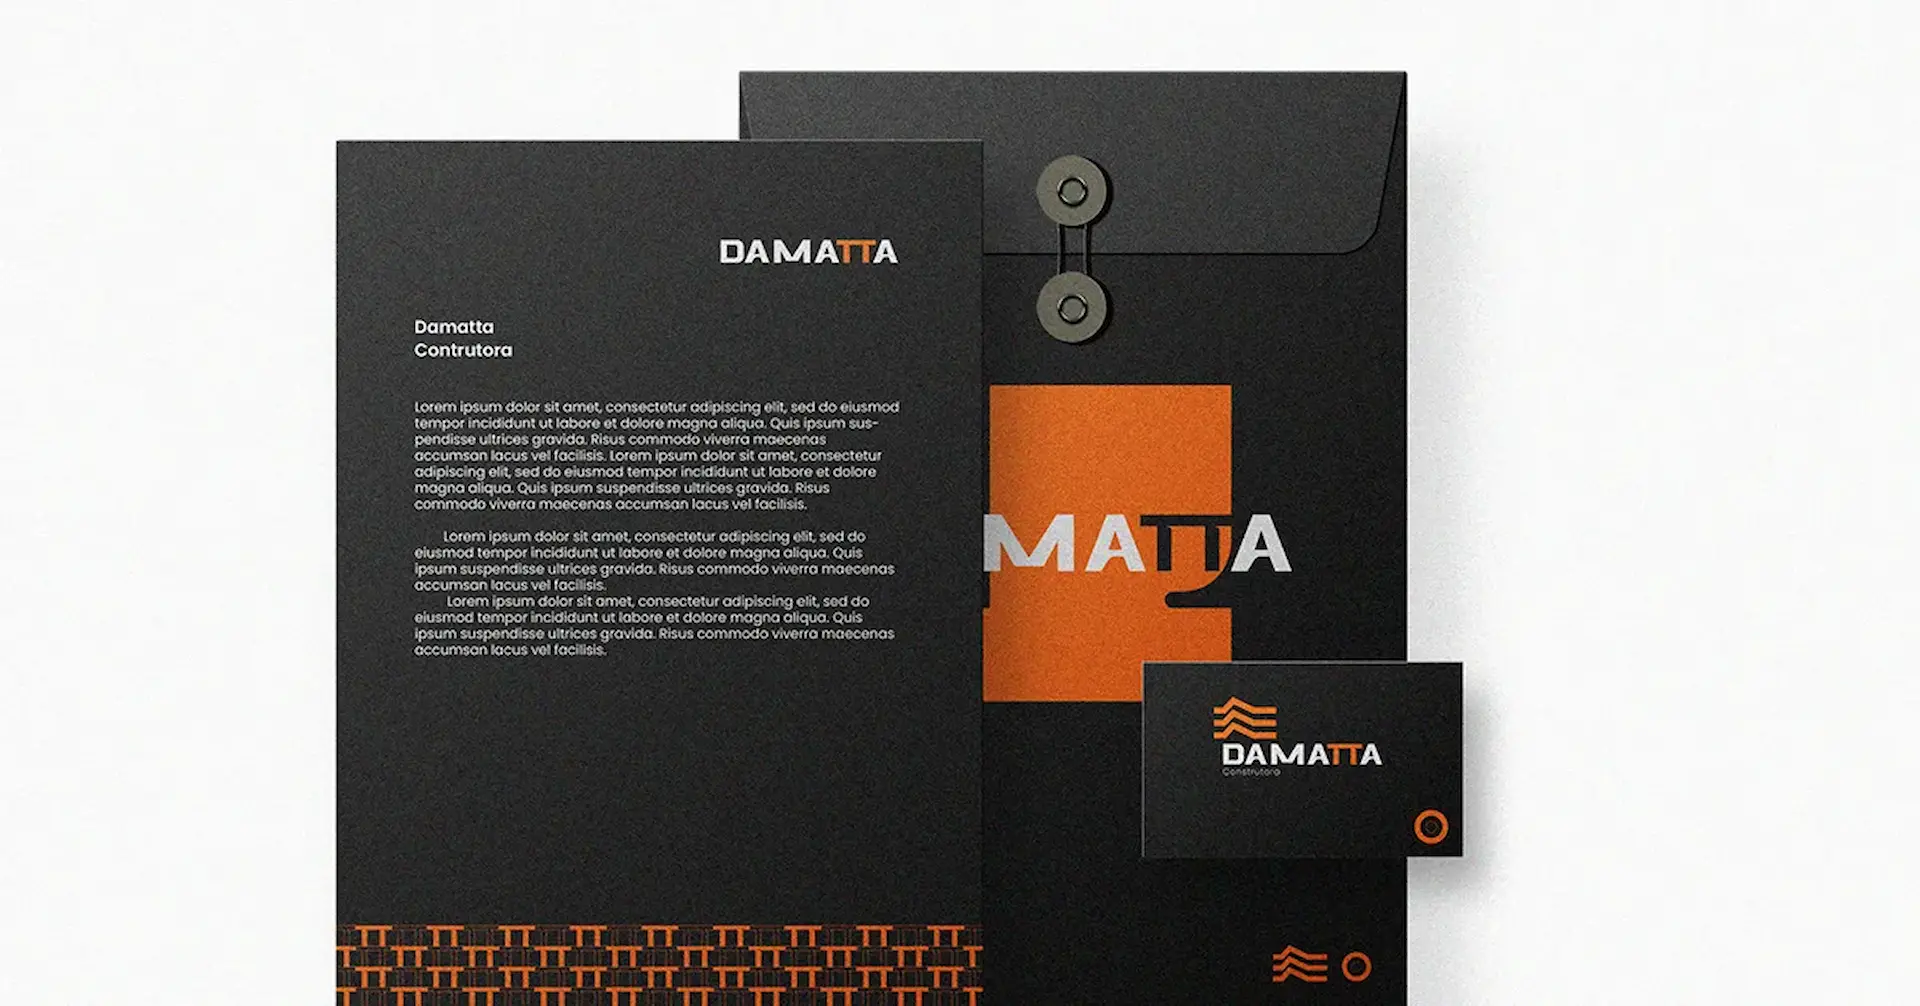 DAMATTA
Damatta
Contrutora
Lorem ipsum dolor sit amet, consectetur adipiscing elit, sed do eiusmod
tempor incididunt ut labore et dolore magna aliqua. Quis ipsum sus-
pendisse ultrices gravida. Risus commodo viverra maecenas
accumsan lacus vel facilisis. Lorem ipsum dolor sit amet, consectetur
adipiscing elit, sed do eiusmod tempor incididunt ut labore et dolore
magna aliqua. Quis ipsum suspendisse ultrices gravida. Risus
commodo viverra maecenas accumsan lacus vel facilisis.
Lorem ipsum dolor sit amet, consectetur adipiscing elit, sed do
eiusmod tempor incididunt ut labore et dolore magna aliqua. Quis
ipsum suspendisse ultrices gravida. Risus commodo viverra maecenas
accumsan lacus vel facilisis.
Lorem ipsum dolor sit amet, consectetur adipiscing elit, sed do
eiusmod tempor incididunt ut labore et dolore magna aliqua. Quis
ipsum suspendisse ultrices gravida. Risus commodo viverra maecenas
accumsan lacus vel facilisis.
MATTA
DAMATTA
Construtora